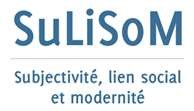 SuLiSoM
Subjectivité, lien social
et modernité